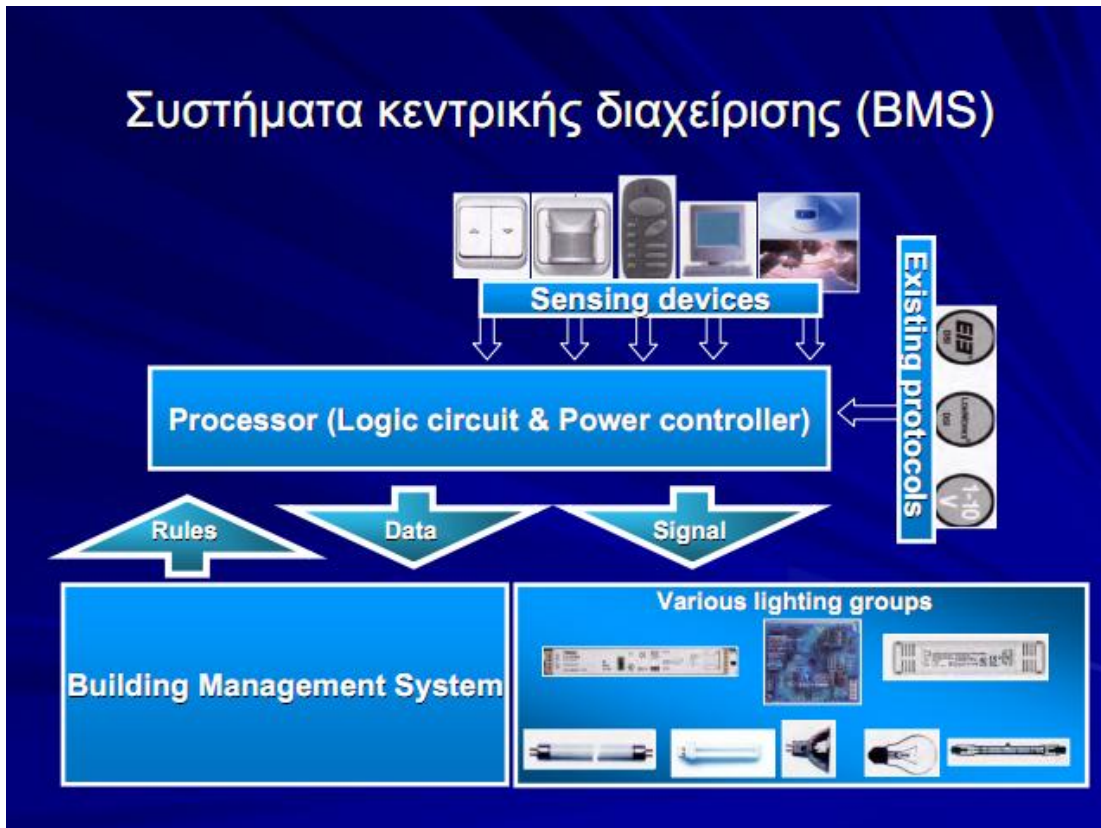 Συστήματα κεντρικής διαχείρισης (BMS)
Sensing devices
Existing protocols
Processor (Logic circuit & Power controller)
1-10
V
Rules
Data
Signal
Building Management System
Various lighting groups